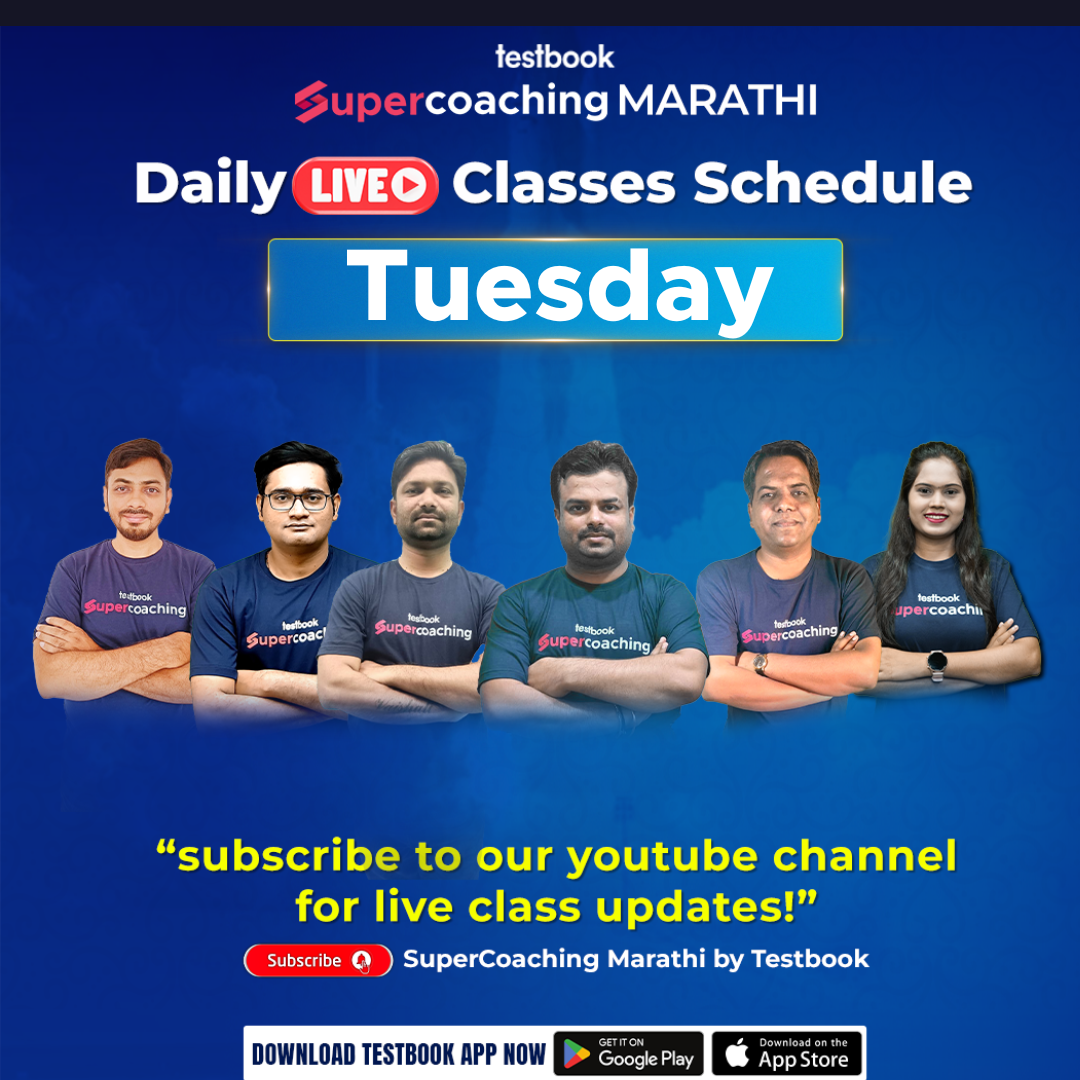 testbook
Supercoaching MARATHI
Daily LIVE Classes Schedule
Tuesday
testbook
Supercoaching
testbook
Supercoacl
testbook
Supercoaching
testbook
Supercoaching
testbook
Supercoaching
testbook
upercoachi
“subscribe to our youtube channel
for live class updates!”
Subscribe SuperCoaching Marathi by Testbook
DOWNLOAD TESTBOOK APP NOW GET IT ON Google Play Download on the App Store